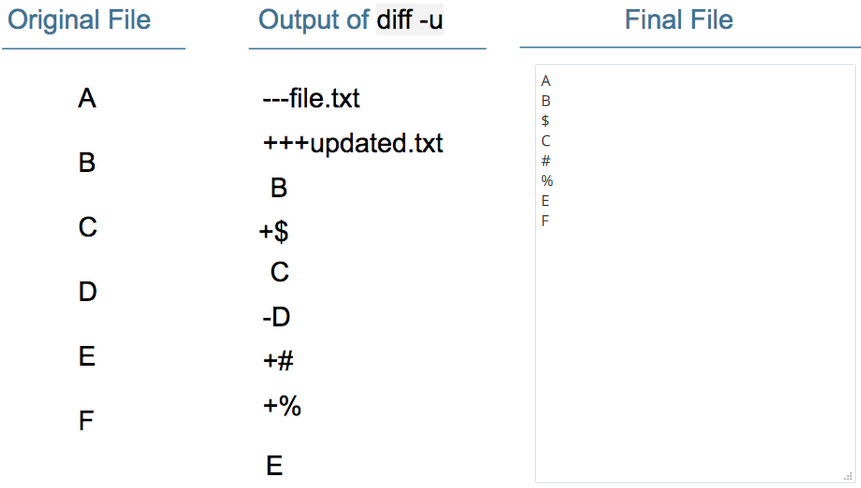 Original File
A
B
C
D
E
F
Output of diff -u
---file.txt
+++updated.txt
B
+$
C
-D
+#
+%
E
Final File
A
B
$
C
#
%
E
F